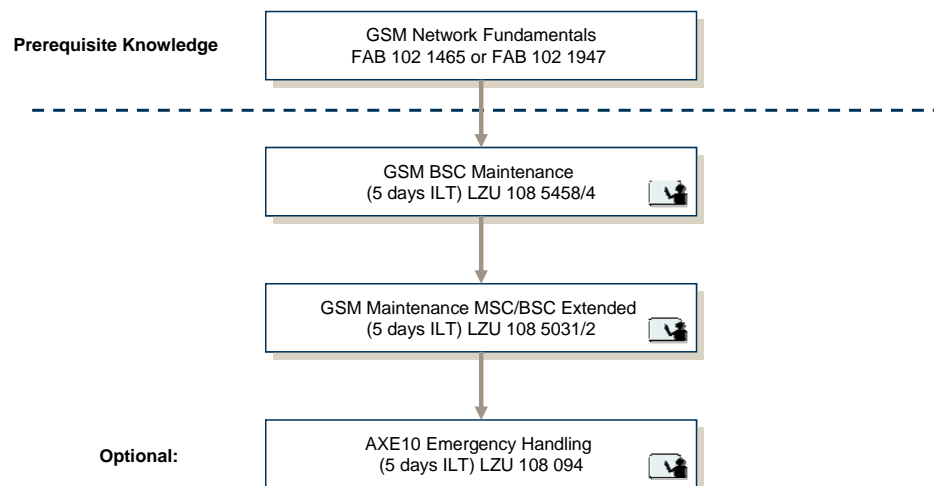 GSM Network Fundamentals
Prerequisite Knowledge
FAB 102 1465 or FAB 102 1947
GSM BSC Maintenance
(5 days ILT) LZU 108 5458/4
GSM Maintenance MSC/BSC Extended
(5 days ILT) LZU 108 5031/2
AXE10 Emergency Handling
Optional:
(5 days ILT) LZU 108 094